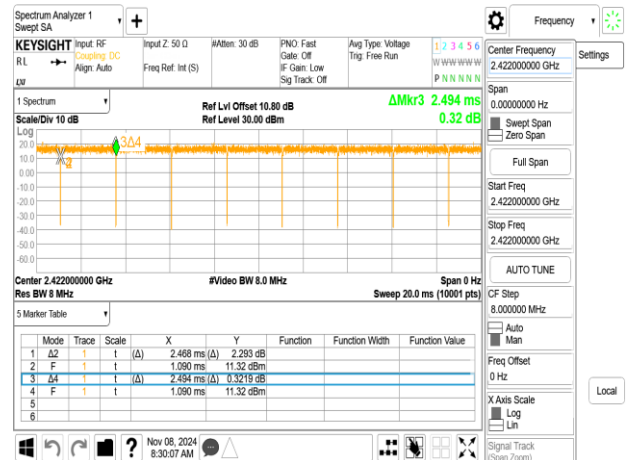 Spectrum Analyzer 1
Swept SA
Frequency
KEYSIGHT
RL
Input: RF
Coupling: DC
Align: Auto
Input Z: 50 Ω
Freq Ref: Int (S)
#Atten: 30 dB
PNO: Fast
Gate: Off
IF Gain: Low
Sig Track: Off
Avg Type: Voltage
Trig: Free Run
1 2 3 4 5 6
W W W W W W
P N N N N N
1 Spectrum
Scale/Div 10 dB
Ref Lvl Offset 10.80 dB
Ref Level 30.00 dBm
ΔMkr3 2.494 ms
0.32 dB
Log
20.0
10.0
0.00
-10.0
-20.0
-30.0
-40.0
-50.0
-60.0
3Δ4
Center 2.422000000 GHz
Res BW 8 MHz
#Video BW 8.0 MHz
Span 0 Hz
Sweep 20.0 ms (10001 pts)
5 Marker Table
Mode Trace Scale X Y Function Function Width Function Value
1 Δ2 1 t (Δ) 2.468 ms (Δ) 2.293 dB
2 F 1 t 1.090 ms 11.32 dBm
3 Δ4 1 t (Δ) 2.494 ms (Δ) 0.3219 dB
4 F 1 t 1.090 ms 11.32 dBm
5
6
Nov 08, 2024
8:30:07 AM
Center Frequency
2.422000000 GHz
Settings
Span
0.00000000 Hz
Swept Span
Zero Span
Full Span
Start Freq
2.422000000 GHz
Stop Freq
2.422000000 GHz
AUTO TUNE
CF Step
8.000000 MHz
Auto
Man
Freq Offset
0 Hz
X Axis Scale
Log
Lin
Local
Signal Track
(Span Zoom)